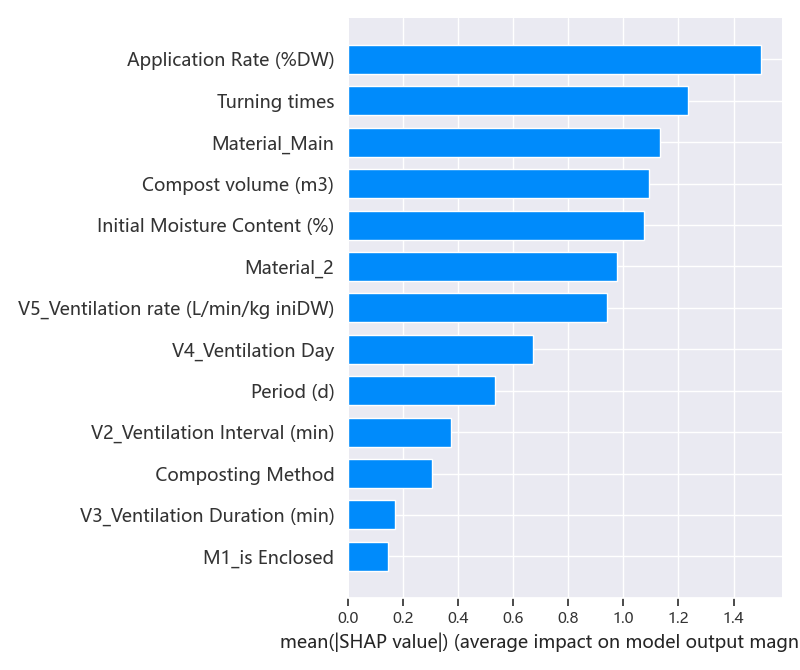 Application Rate (%DW)
Turning times
Material_Main
Compost volume (m3)
Initial Moisture Content (%)
Material_2
V5_Ventilation rate (L/min/kg iniDW)
V4_Ventilation Day
Period (d)
V2_Ventilation Interval (min)
Composting Method
V3_Ventilation Duration (min)
M1_is Enclosed
0.0 0.2 0.4 0.6 0.8 1.0 1.2 1.4
mean(|SHAP value|) (average impact on model output magn